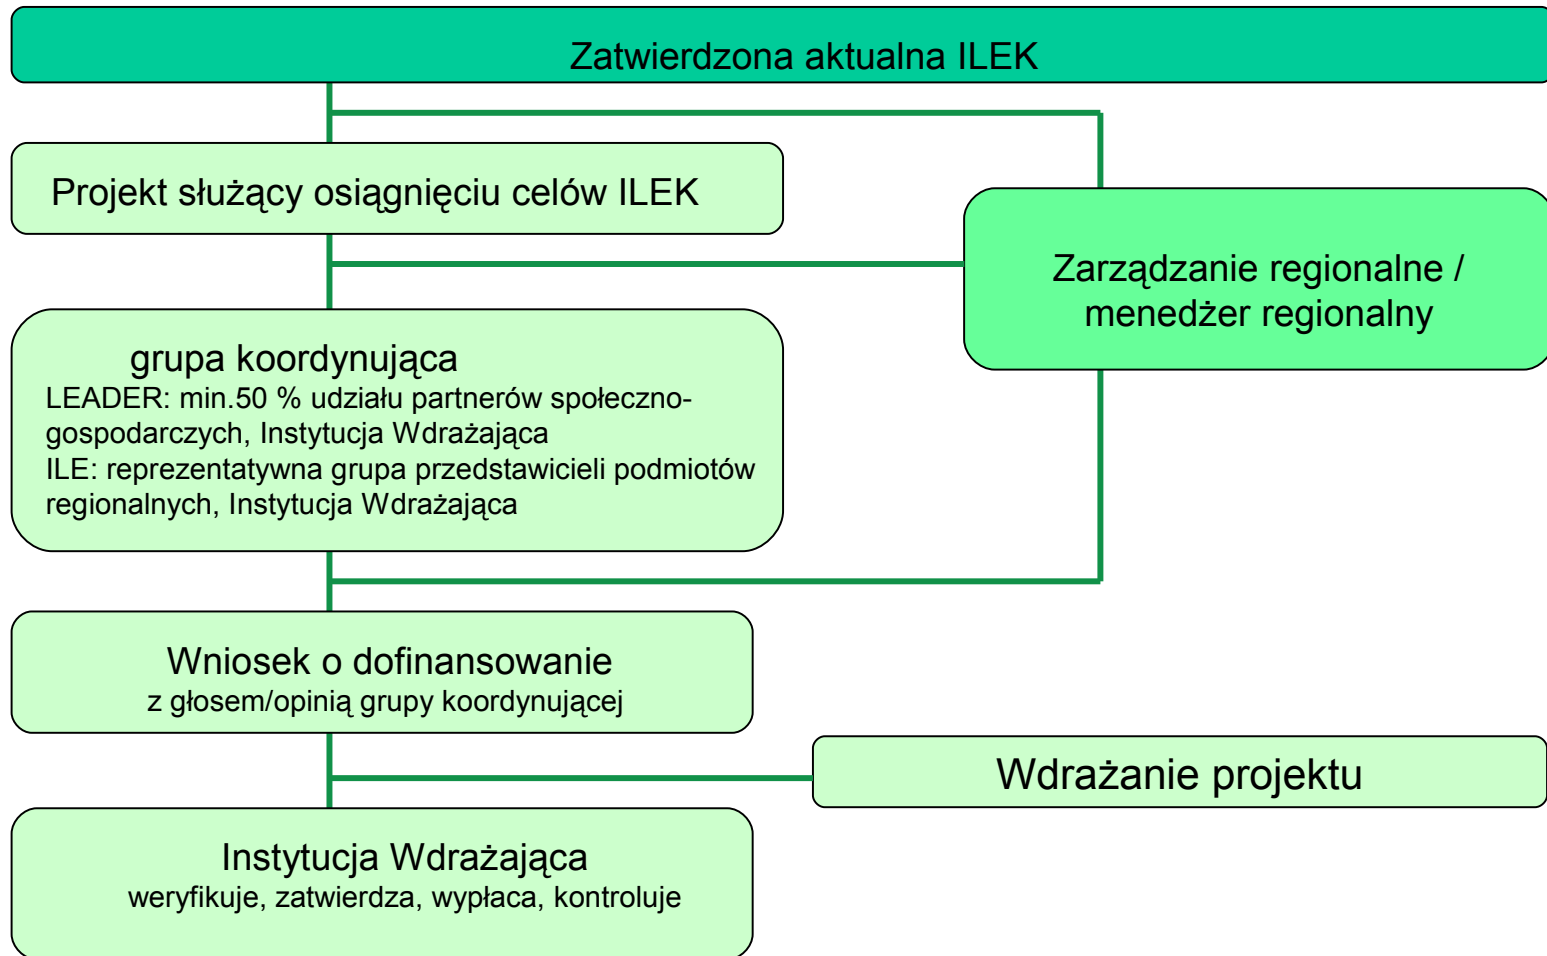 Zatwierdzona aktualna ILEK
Projekt służący osiągnięciu celów ILEK
Zarządzanie regionalne /
menedżer regionalny
grupa koordynująca
LEADER: min.50 % udziału partnerów społeczno-
gospodarczych, Instytucja Wdrażająca
ILE: reprezentatywna grupa przedstawicieli podmiotów
regionalnych, Instytucja Wdrażająca
Wniosek o dofinansowanie
z głosem/opinią grupy koordynującej
Wdrażanie projektu
Instytucja Wdrażająca
weryfikuje, zatwierdza, wypłaca, kontroluje